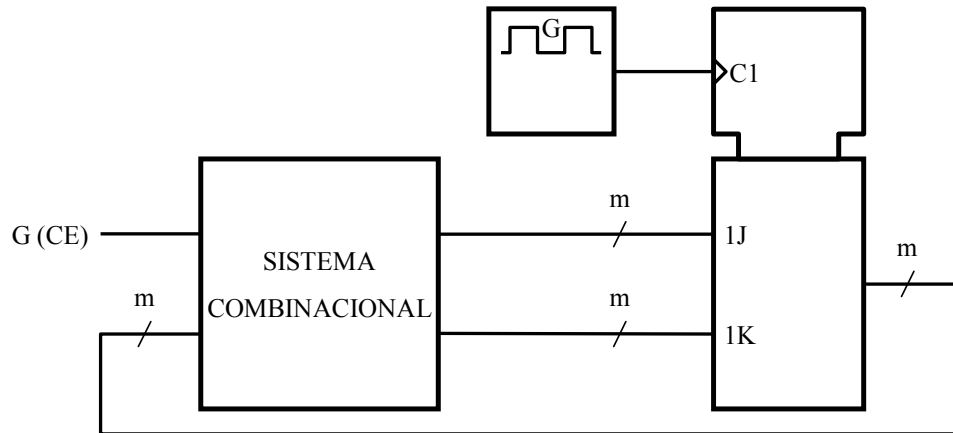 G
C1
m
1J
G (CE)
SISTEMA
COMBINACIONAL
m
m
m
1K